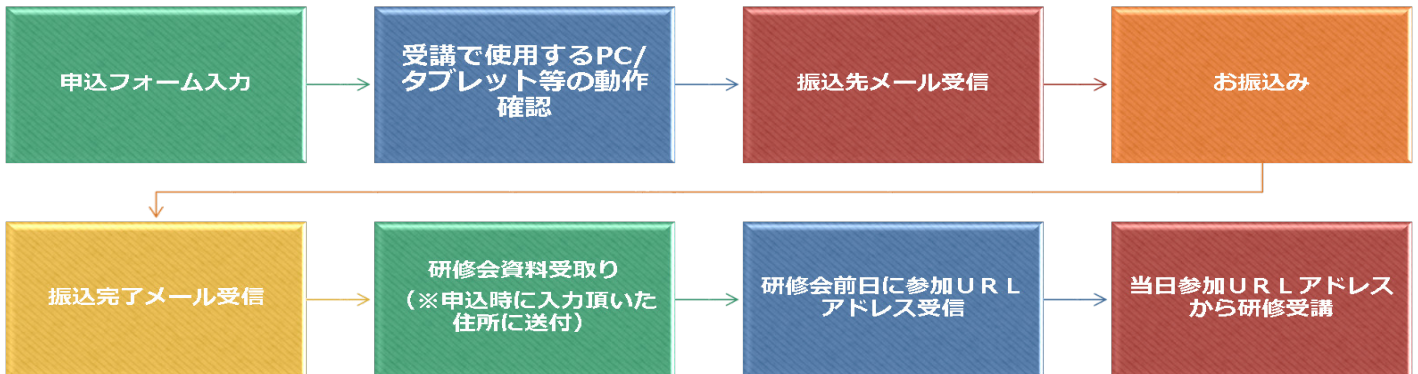 申込フォーム入力
受講で使用するPC/
タブレット等の動作
確認
振込先メール受信
お振込み
振込完了メール受信
研修会資料受取り
（※申込時に入力頂いた
住所に送付）
研修会前日に参加ＵＲＬ
アドレス受信
当日参加ＵＲＬアドレス
から研修受講